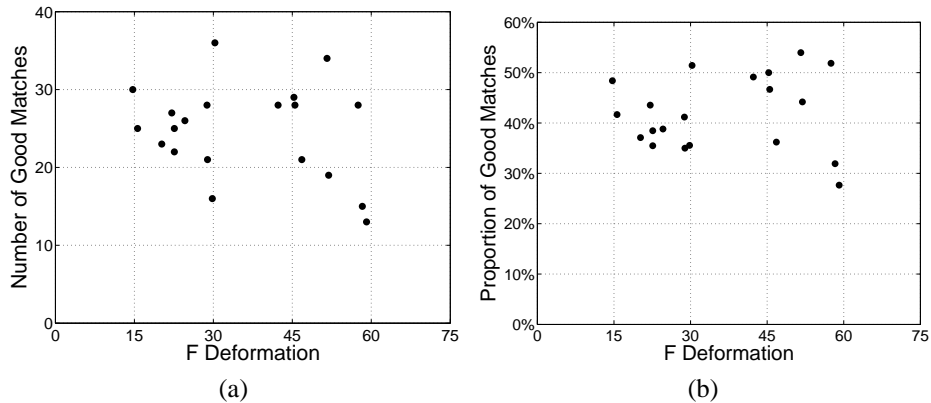 40
30
20
10
0
Number of Good Matches
0 15 30 45 60 75
F Deformation
(a)
60%
50%
40%
30%
20%
10%
0%
Proportion of Good Matches
0 15 30 45 60 75
F Deformation
(b)